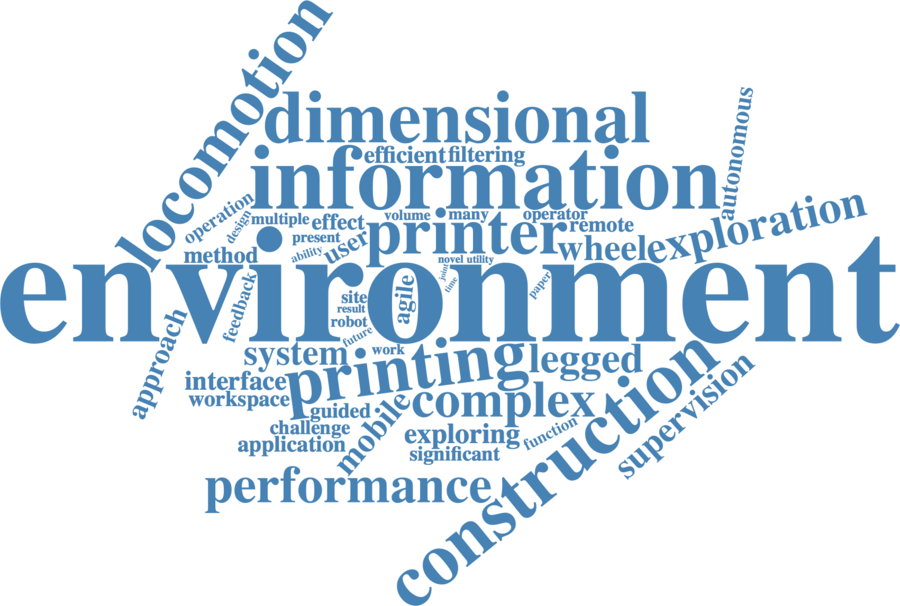 locomotion
dimensional
efficient filtering
information
autonomous
operation
design
multiple effect volume many operator remote
present
ability
user
printer
wheel
exploration
method
novel utility
joint
time
paper
environment
feedback
site
result
robot
agile
future
approach
system
work
printing
legged
interface
workspace
guided
mobile
complex
construction
supervision
challenge
application
exploring
significant
function
performance